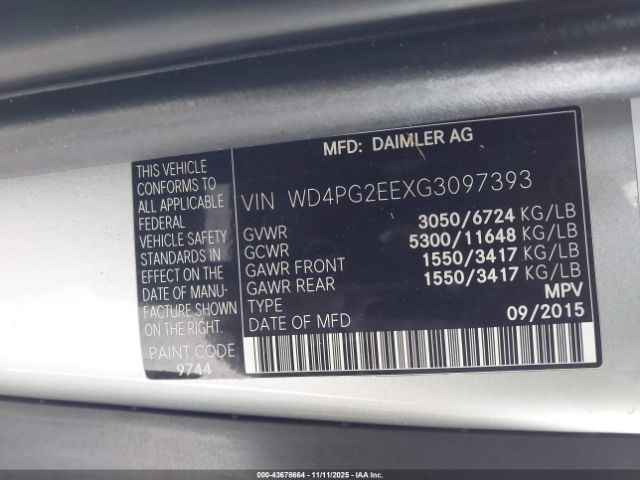 MFD: DAIMLER AG
THIS VEHICLE
CONFORMS TO
ALL APPLICABLE
FEDERAL
VEHICLE SAFETY
STANDARDS IN
EFFECT ON THE
DATE OF MANU-
FACTURE SHOWN
ON THE RIGHT.
PAINT CODE
9744
VIN WD4PG2EEXG3097393
GVWR 3050/6724 KG/LB
GCWR 5300/11648 KG/LB
GAWR FRONT 1550/3417 KG/LB
GAWR REAR 1550/3417 KG/LB
TYPE MPV
DATE OF MFD 09/2015
000-43678664 - 11/11/2025 - IAAI.com